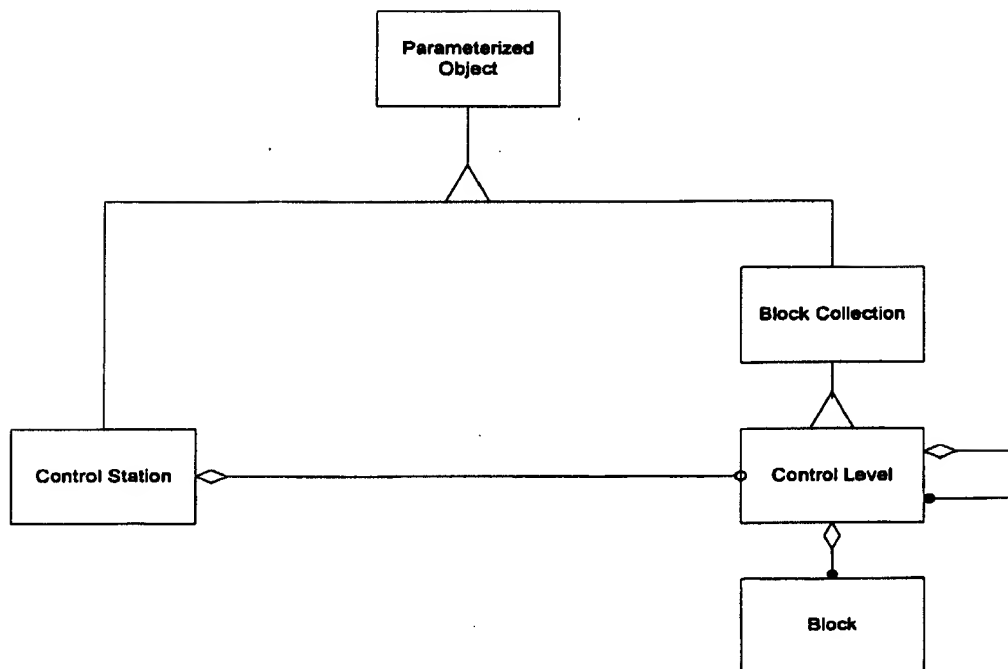 Parameterized
Object
Block Collection
Control Station
Control Level
Block